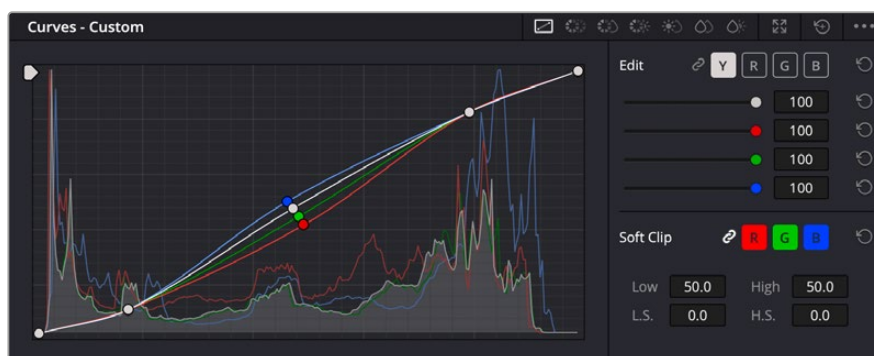 Curves - Custom
Edit Y R G B
100
100
100
100
Soft Clip R G B
Low 50.0 High 50.0
L.S. 0.0 H.S. 0.0